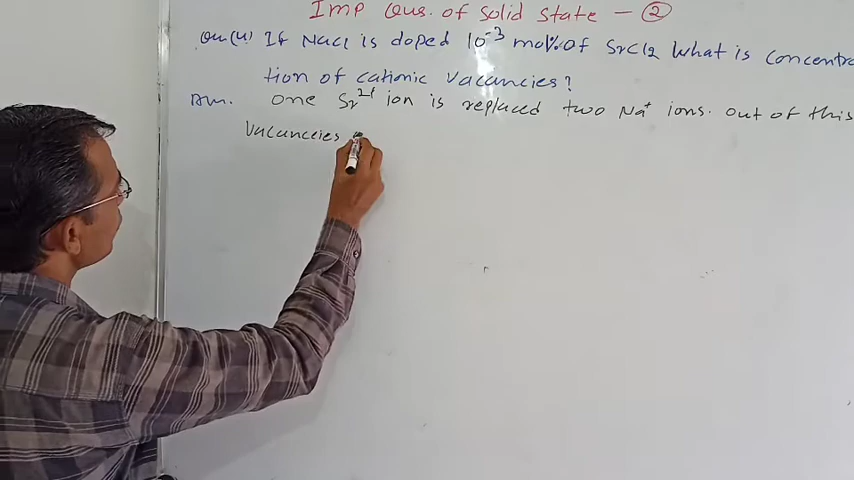 Imp Ques. of solid state - ②
Qu.(4) If NaCl is doped 10⁻³ mol% of SrCl₂ what is concentra
tion of cationic vacancies?
Ans. One Sr²⁺ ion is replaced two Na⁺ ions. out of this
vacancies